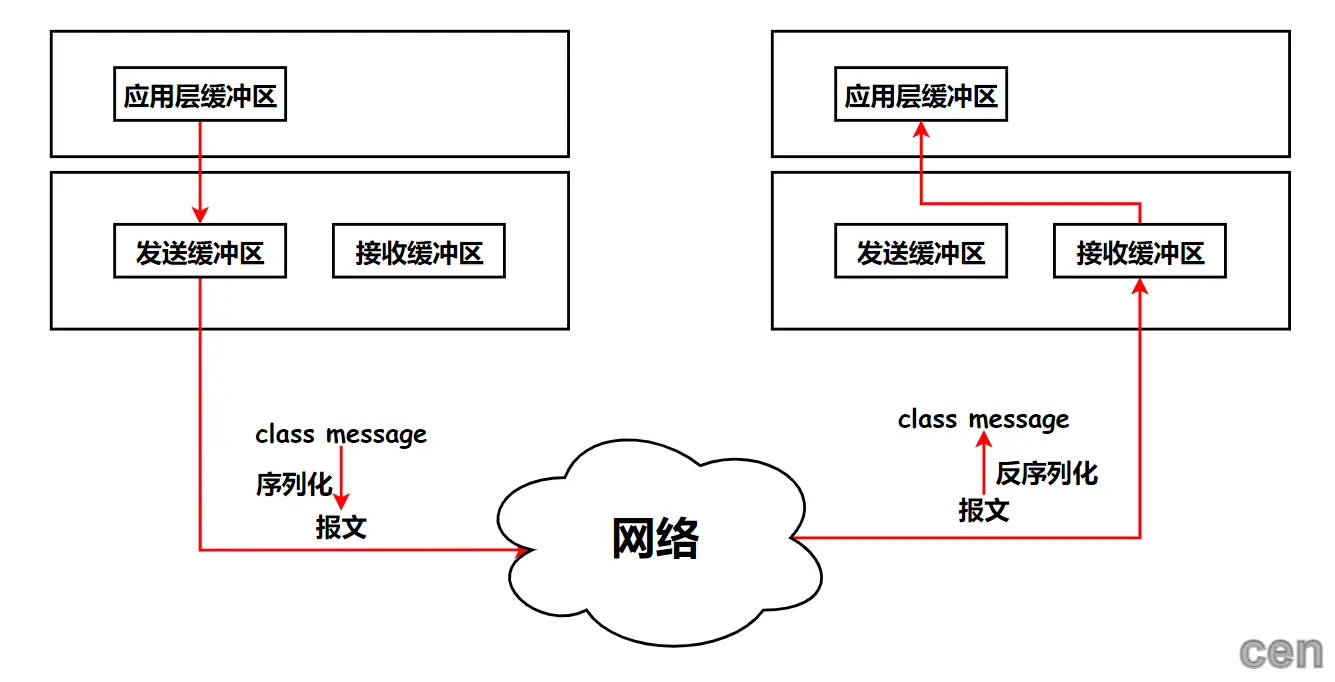 应用层缓冲区
发送缓冲区
接收缓冲区
class message
序列化
报文
网络
应用层缓冲区
发送缓冲区
接收缓冲区
class message
反序列化
报文
cen